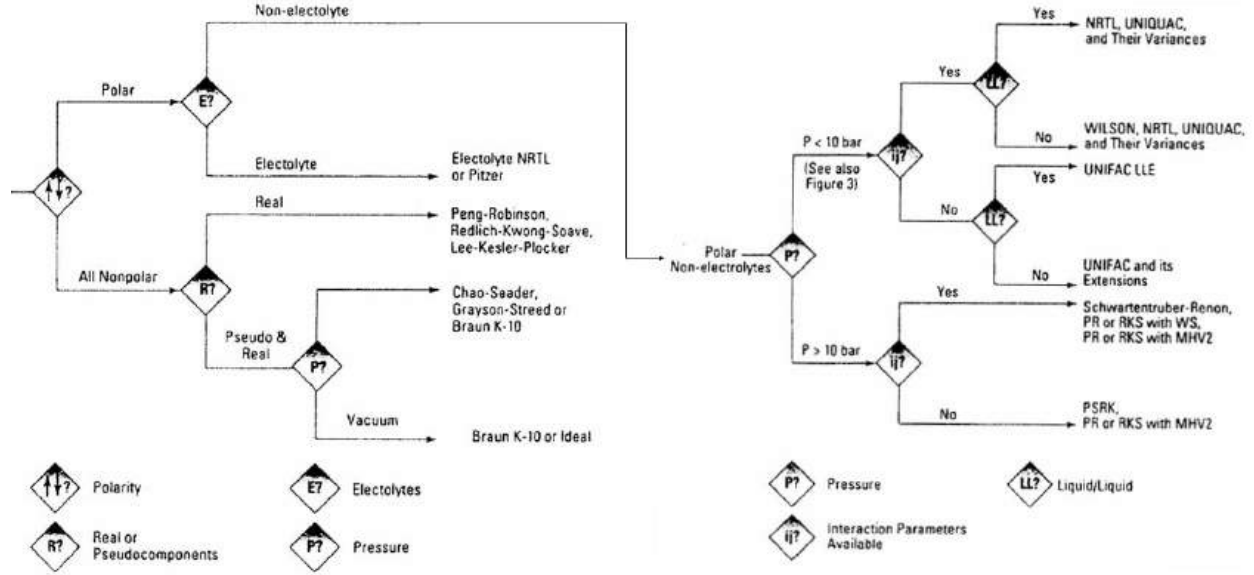 Non-electolyte
Polar
E?
Electolyte
Electolyte NRTL
or Pitzer
?
Real
Peng-Robinson,
Redlich-Kwong-Soave,
Lee-Kesler-Plocker
All Nonpolar
R?
Chao-Seader,
Grayson-Streed or
Braun K-10
Pseudo &
Real
P?
Vacuum
Braun K-10 or Ideal
Polar
Non-electrolytes
P?
P < 10 bar
(See also
Figure 3)
ij?
Yes
LL?
Yes
NRTL, UNIQUAC,
and Their Variances
No
WILSON, NRTL, UNIQUAC,
and Their Variances
No
LL?
Yes
UNIFAC LLE
No
UNIFAC and its
Extensions
P > 10 bar
ij?
Yes
Schwartentruber-Renon,
PR or RKS with WS,
PR or RKS with MHV2
No
PSRK,
PR or RKS with MHV2
? Polarity
E? Electolytes
R? Real or
Pseudocomponents
P? Pressure
P? Pressure
LL? Liquid/Liquid
ij? Interaction Parameters
Available